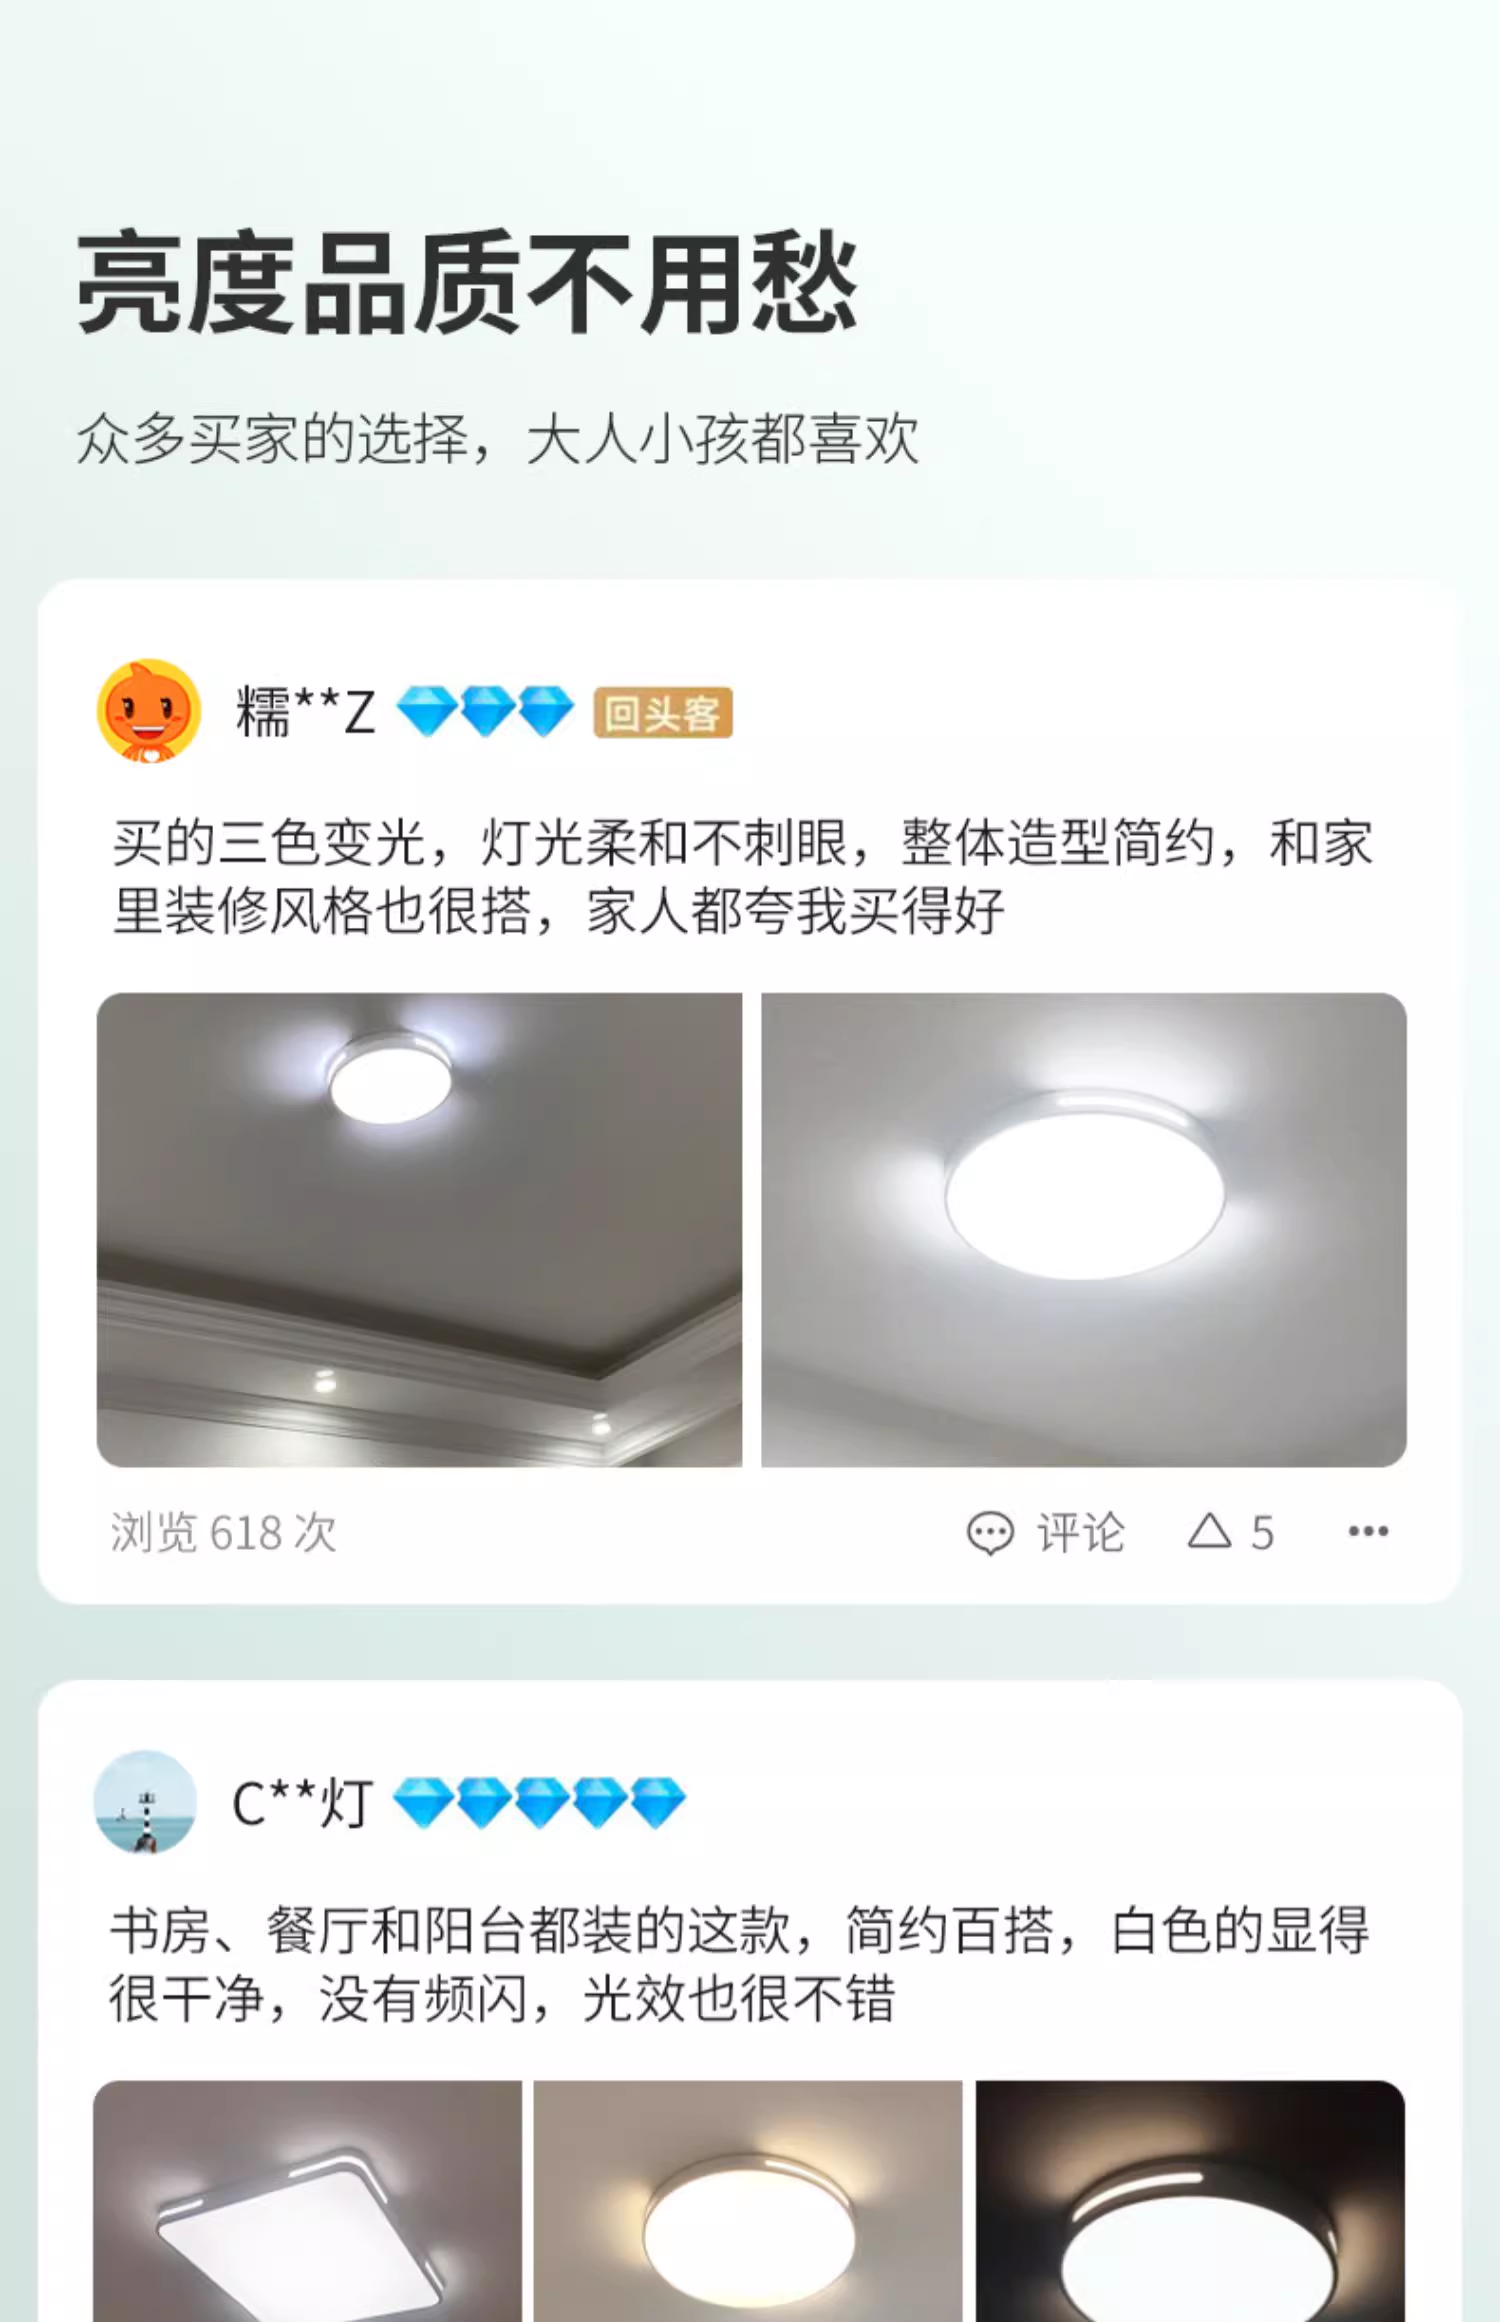 亮度品质不用愁
众多买家的选择，大人小孩都喜欢
糯**Z 回头客
买的三色变光，灯光柔和不刺眼，整体造型简约，和家
里装修风格也很搭，家人都夸我买得好
浏览 618 次 评论 5
C**灯
书房、餐厅和阳台都装的这款，简约百搭，白色的显得
很干净，没有频闪，光效也很不错